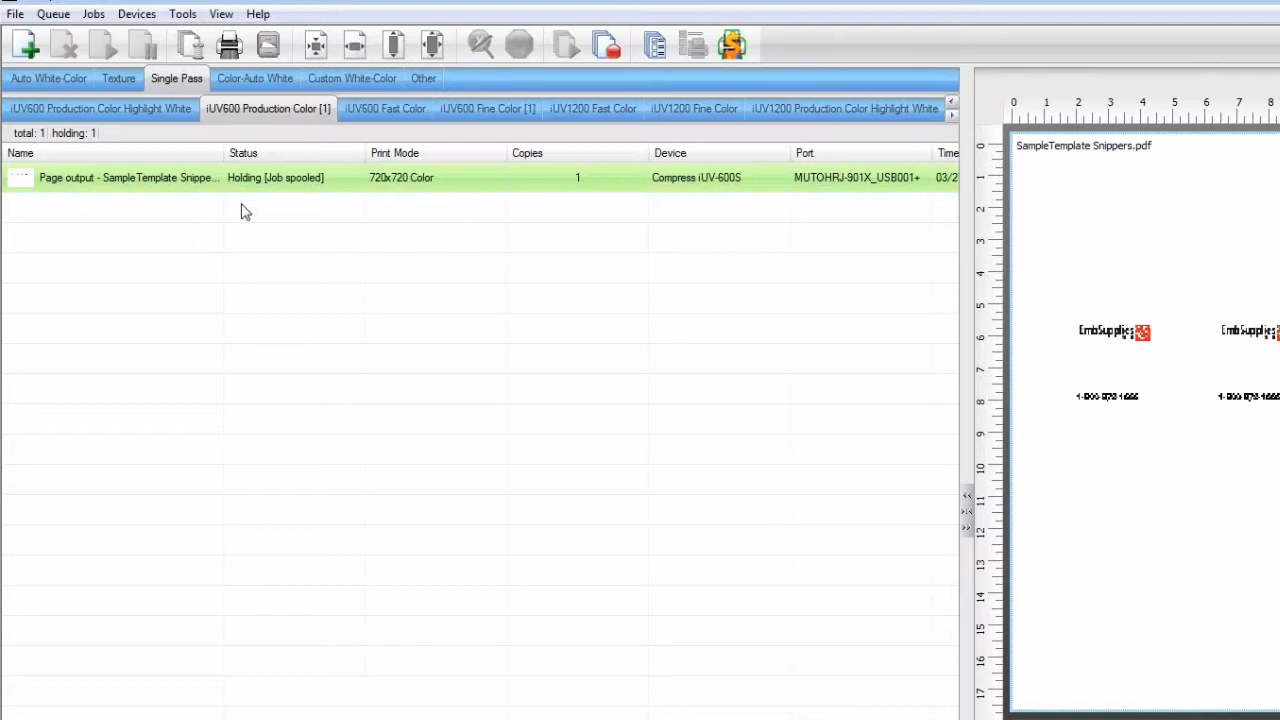 File Queue Jobs Devices Tools View Help
Auto White-Color Texture Single Pass Color-Auto White Custom White-Color Other
iUV600 Production Color Highlight White iUV600 Production Color [1] iUV600 Fast Color iUV600 Fine Color [1] iUV1200 Fast Color iUV1200 Fine Color iUV1200 Production Color Highlight White
total: 1 holding: 1
Name Status Print Mode Copies Device Port Time
Page output - SampleTemplate Snippe... Holding [Job spooled] 720x720 Color 1 Compress iUV-600S MUTOHRJ-901X_USB001+ 03/2
0 1 2 3 4 5 6 7 8
SampleTemplate Snippers.pdf
0
1
2
3
4
5
6
7
8
9
10
11
12
13
14
15
16
17
EmbSupplies EmbSupplies